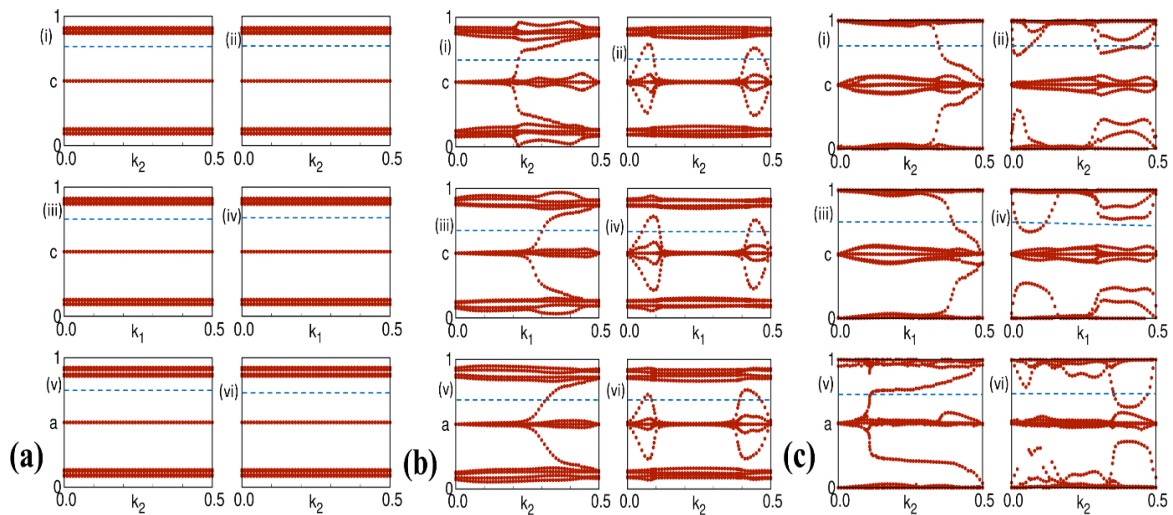 1 (i) c 0 0.0 k2 0.5
(ii) 0.0 k2 0.5
1 (i) c 0 0.0 k2 0.5
(ii) 0.0 k2 0.5
1 (i) c 0 0.0 k2 0.5
(ii) 0.0 k2 0.5
1 (iii) c 0 0.0 k1 0.5
(iv) 0.0 k1 0.5
1 (iii) c 0 0.0 k1 0.5
(iv) 0.0 k1 0.5
1 (iii) c 0 0.0 k1 0.5
(iv) 0.0 k1 0.5
1 (v) a 0 0.0 k2 0.5
(vi) 0.0 k2 0.5
1 (v) a 0 0.0 k2 0.5
(vi) 0.0 k2 0.5
1 (v) a 0 0.0 k2 0.5
(vi) 0.0 k2 0.5
(a)
(b)
(c)